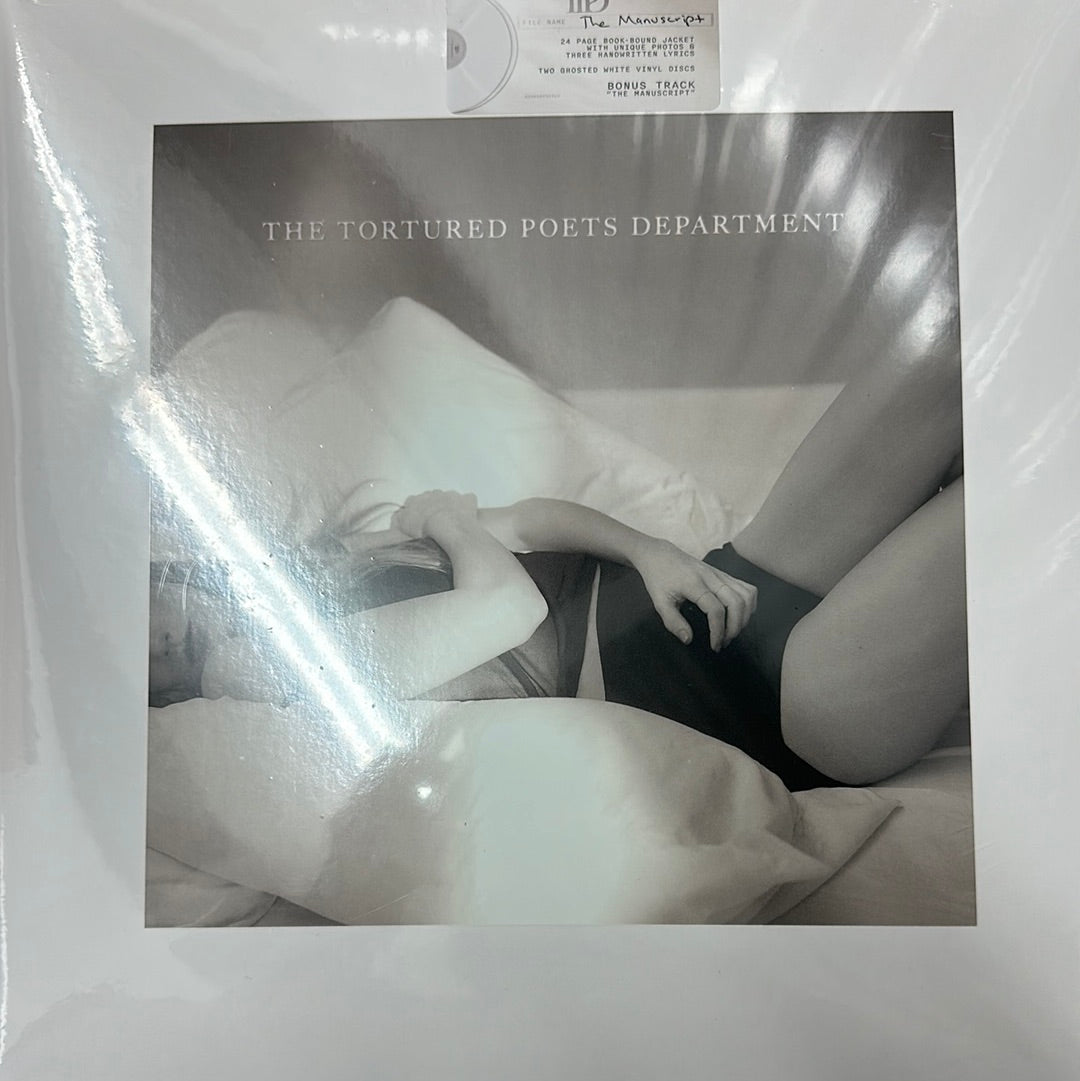 FILE NAME The Manuscript
24 PAGE BOOK-BOUND JACKET
WITH UNIQUE PHOTOS &
THREE HANDWRITTEN LYRICS
TWO GHOSTED WHITE VINYL DISCS
BONUS TRACK
"THE MANUSCRIPT"
THE TORTURED POETS DEPARTMENT